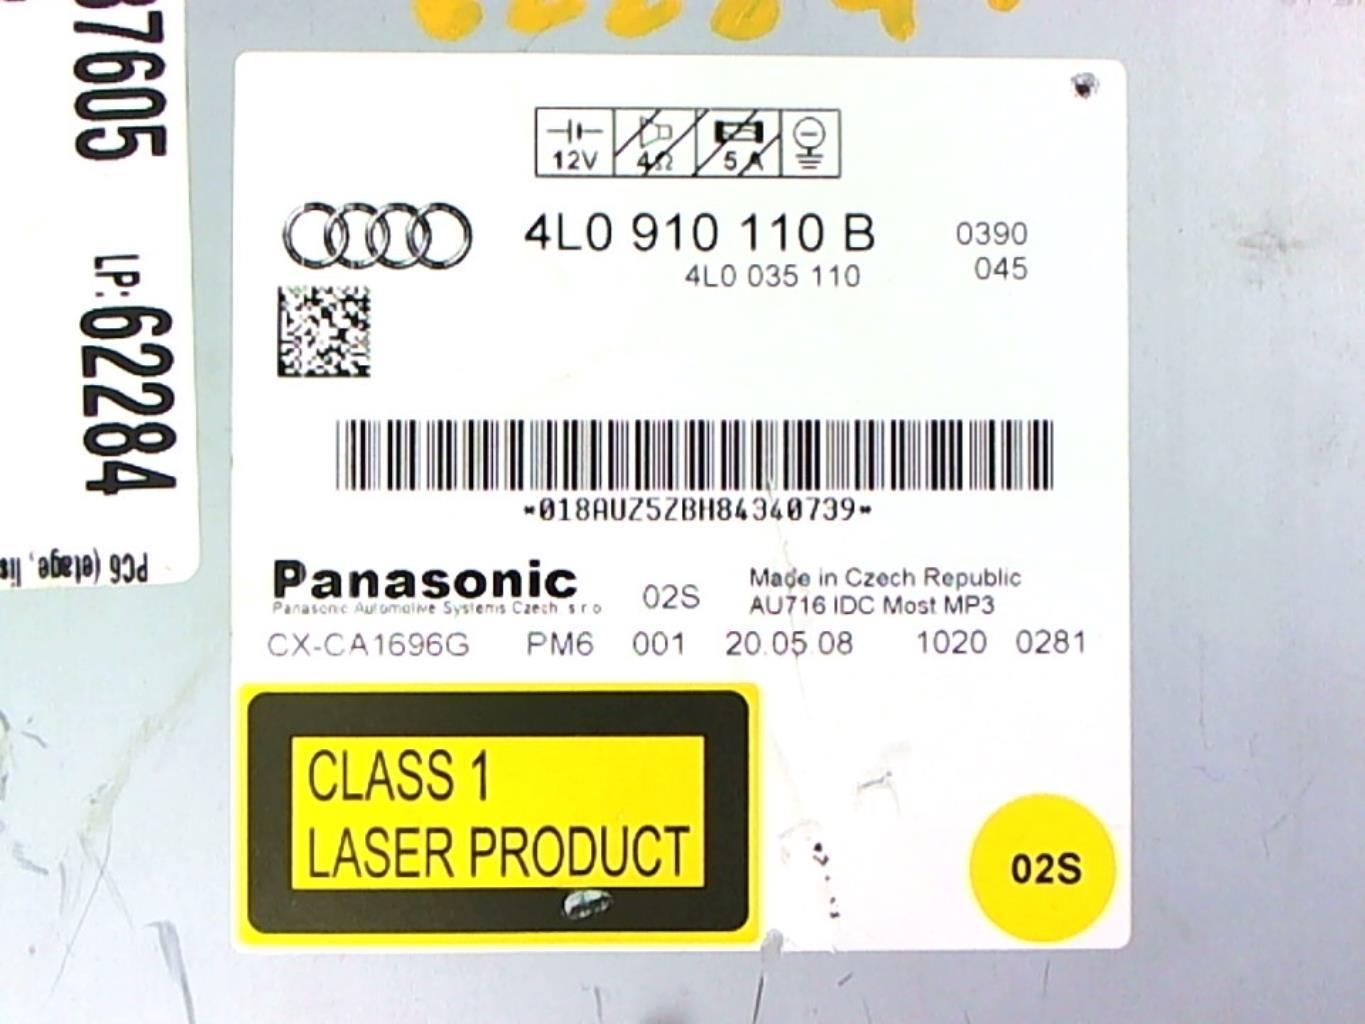 37605
LP:62284
PC6 (etage,
12V 4Ω 5 A
4L0 910 110 B 0390
4L0 035 110 045
*018AUZ5ZBH84340739*
Panasonic 02S Made in Czech Republic
Panasonic Automotive Systems Czech s.r.o AU716 IDC Most MP3
CX-CA1696G PM6 001 20.05.08 1020 0281
CLASS 1
LASER PRODUCT
02S